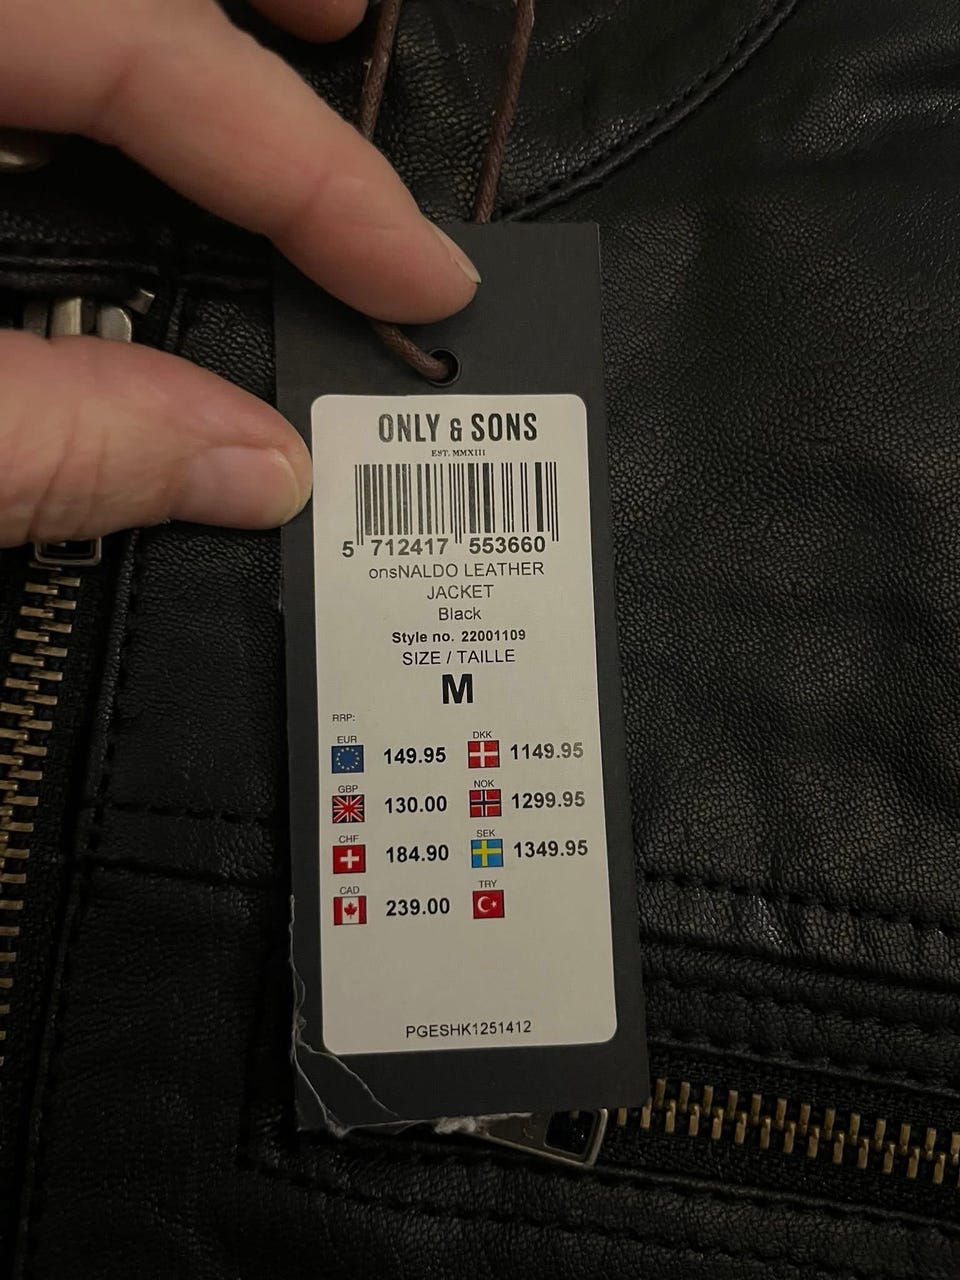 ONLY & SONS
EST. MMXIII
5 712417 553660
onsNALDO LEATHER
JACKET
Black
Style no. 22001109
SIZE / TAILLE
M
RRP:
EUR 149.95 DKK 1149.95
GBP 130.00 NOK 1299.95
CHF 184.90 SEK 1349.95
CAD 239.00 TRY
PGESHK1251412